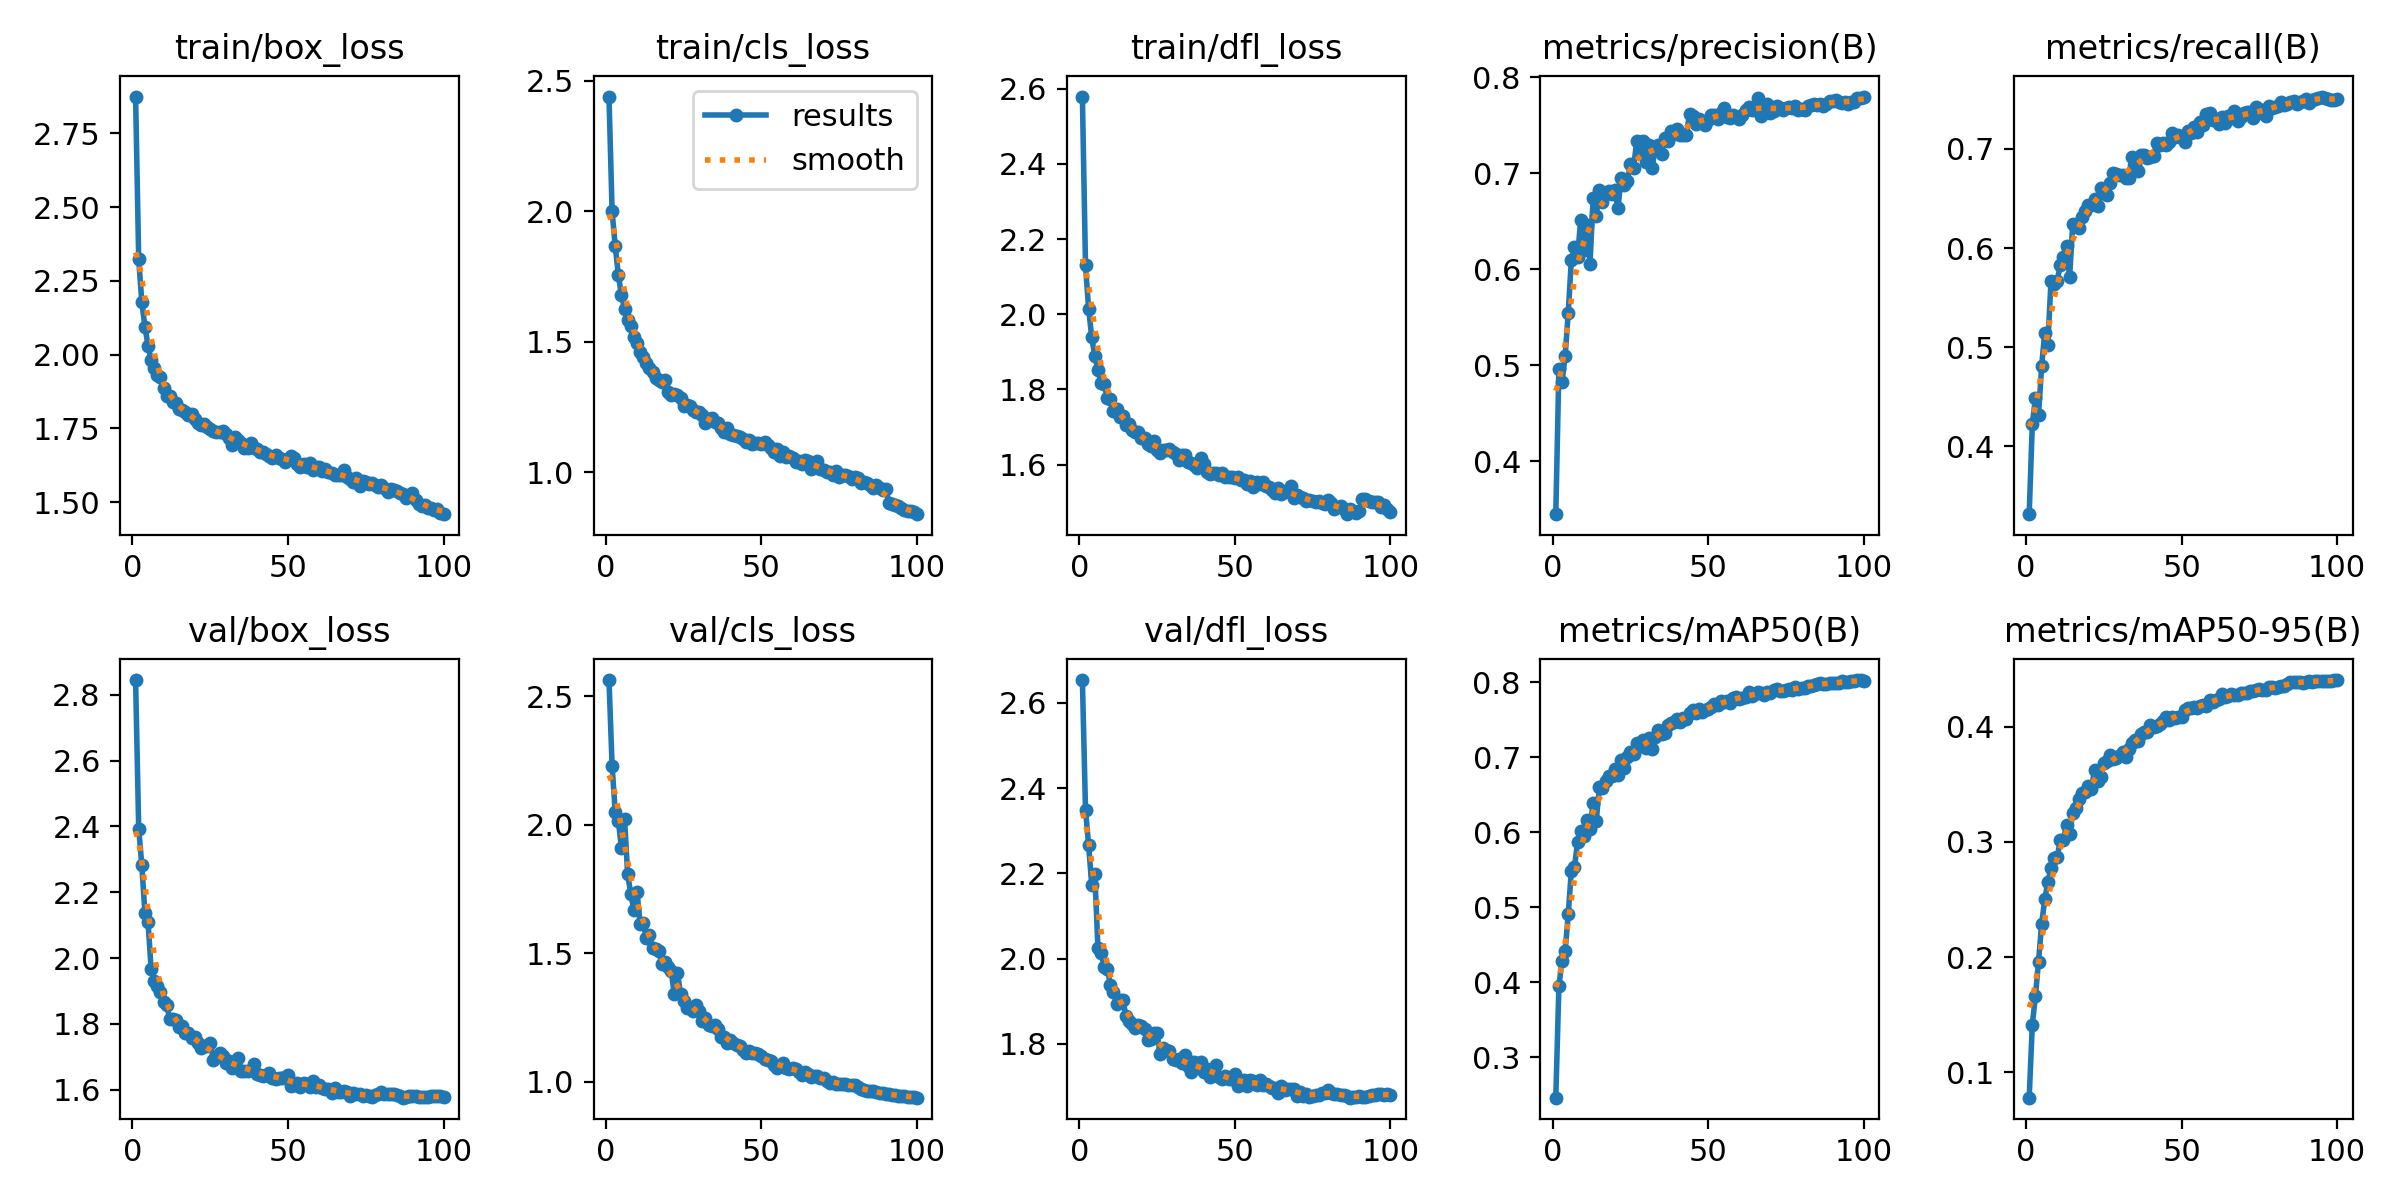 train/box_loss
2.75
2.50
2.25
2.00
1.75
1.50
0 50 100
train/cls_loss
results
smooth
2.5
2.0
1.5
1.0
0 50 100
train/dfl_loss
2.6
2.4
2.2
2.0
1.8
1.6
0 50 100
metrics/precision(B)
0.8
0.7
0.6
0.5
0.4
0 50 100
metrics/recall(B)
0.7
0.6
0.5
0.4
0 50 100
val/box_loss
2.8
2.6
2.4
2.2
2.0
1.8
1.6
0 50 100
val/cls_loss
2.5
2.0
1.5
1.0
0 50 100
val/dfl_loss
2.6
2.4
2.2
2.0
1.8
0 50 100
metrics/mAP50(B)
0.8
0.7
0.6
0.5
0.4
0.3
0 50 100
metrics/mAP50-95(B)
0.4
0.3
0.2
0.1
0 50 100